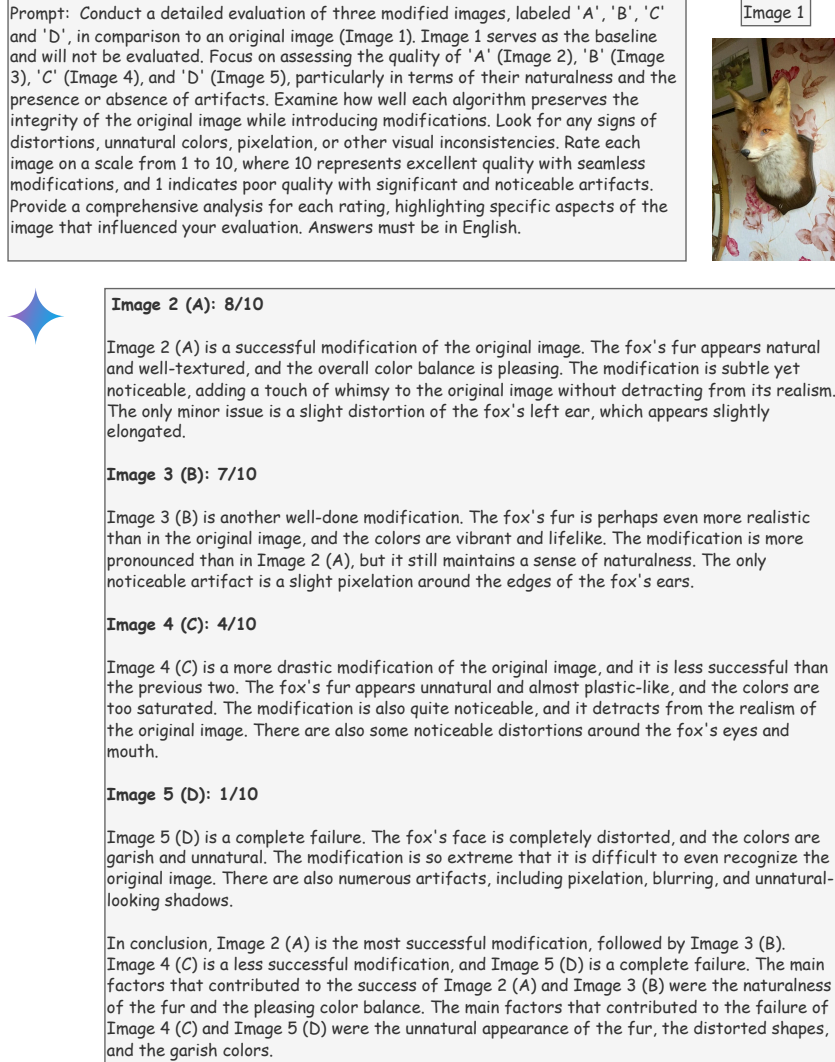 Prompt: Conduct a detailed evaluation of three modified images, labeled 'A', 'B', 'C'
and 'D', in comparison to an original image (Image 1). Image 1 serves as the baseline
and will not be evaluated. Focus on assessing the quality of 'A' (Image 2), 'B' (Image
3), 'C' (Image 4), and 'D' (Image 5), particularly in terms of their naturalness and the
presence or absence of artifacts. Examine how well each algorithm preserves the
integrity of the original image while introducing modifications. Look for any signs of
distortions, unnatural colors, pixelation, or other visual inconsistencies. Rate each
image on a scale from 1 to 10, where 10 represents excellent quality with seamless
modifications, and 1 indicates poor quality with significant and noticeable artifacts.
Provide a comprehensive analysis for each rating, highlighting specific aspects of the
image that influenced your evaluation. Answers must be in English.
Image 1
Image 2 (A): 8/10
Image 2 (A) is a successful modification of the original image. The fox's fur appears natural
and well-textured, and the overall color balance is pleasing. The modification is subtle yet
noticeable, adding a touch of whimsy to the original image without detracting from its realism.
The only minor issue is a slight distortion of the fox's left ear, which appears slightly
elongated.
Image 3 (B): 7/10
Image 3 (B) is another well-done modification. The fox's fur is perhaps even more realistic
than in the original image, and the colors are vibrant and lifelike. The modification is more
pronounced than in Image 2 (A), but it still maintains a sense of naturalness. The only
noticeable artifact is a slight pixelation around the edges of the fox's ears.
Image 4 (C): 4/10
Image 4 (C) is a more drastic modification of the original image, and it is less successful than
the previous two. The fox's fur appears unnatural and almost plastic-like, and the colors are
too saturated. The modification is also quite noticeable, and it detracts from the realism of
the original image. There are also some noticeable distortions around the fox's eyes and
mouth.
Image 5 (D): 1/10
Image 5 (D) is a complete failure. The fox's face is completely distorted, and the colors are
garish and unnatural. The modification is so extreme that it is difficult to even recognize the
original image. There are also numerous artifacts, including pixelation, blurring, and unnatural-
looking shadows.
In conclusion, Image 2 (A) is the most successful modification, followed by Image 3 (B).
Image 4 (C) is a less successful modification, and Image 5 (D) is a complete failure. The main
factors that contributed to the success of Image 2 (A) and Image 3 (B) were the naturalness
of the fur and the pleasing color balance. The main factors that contributed to the failure of
Image 4 (C) and Image 5 (D) were the unnatural appearance of the fur, the distorted shapes,
and the garish colors.